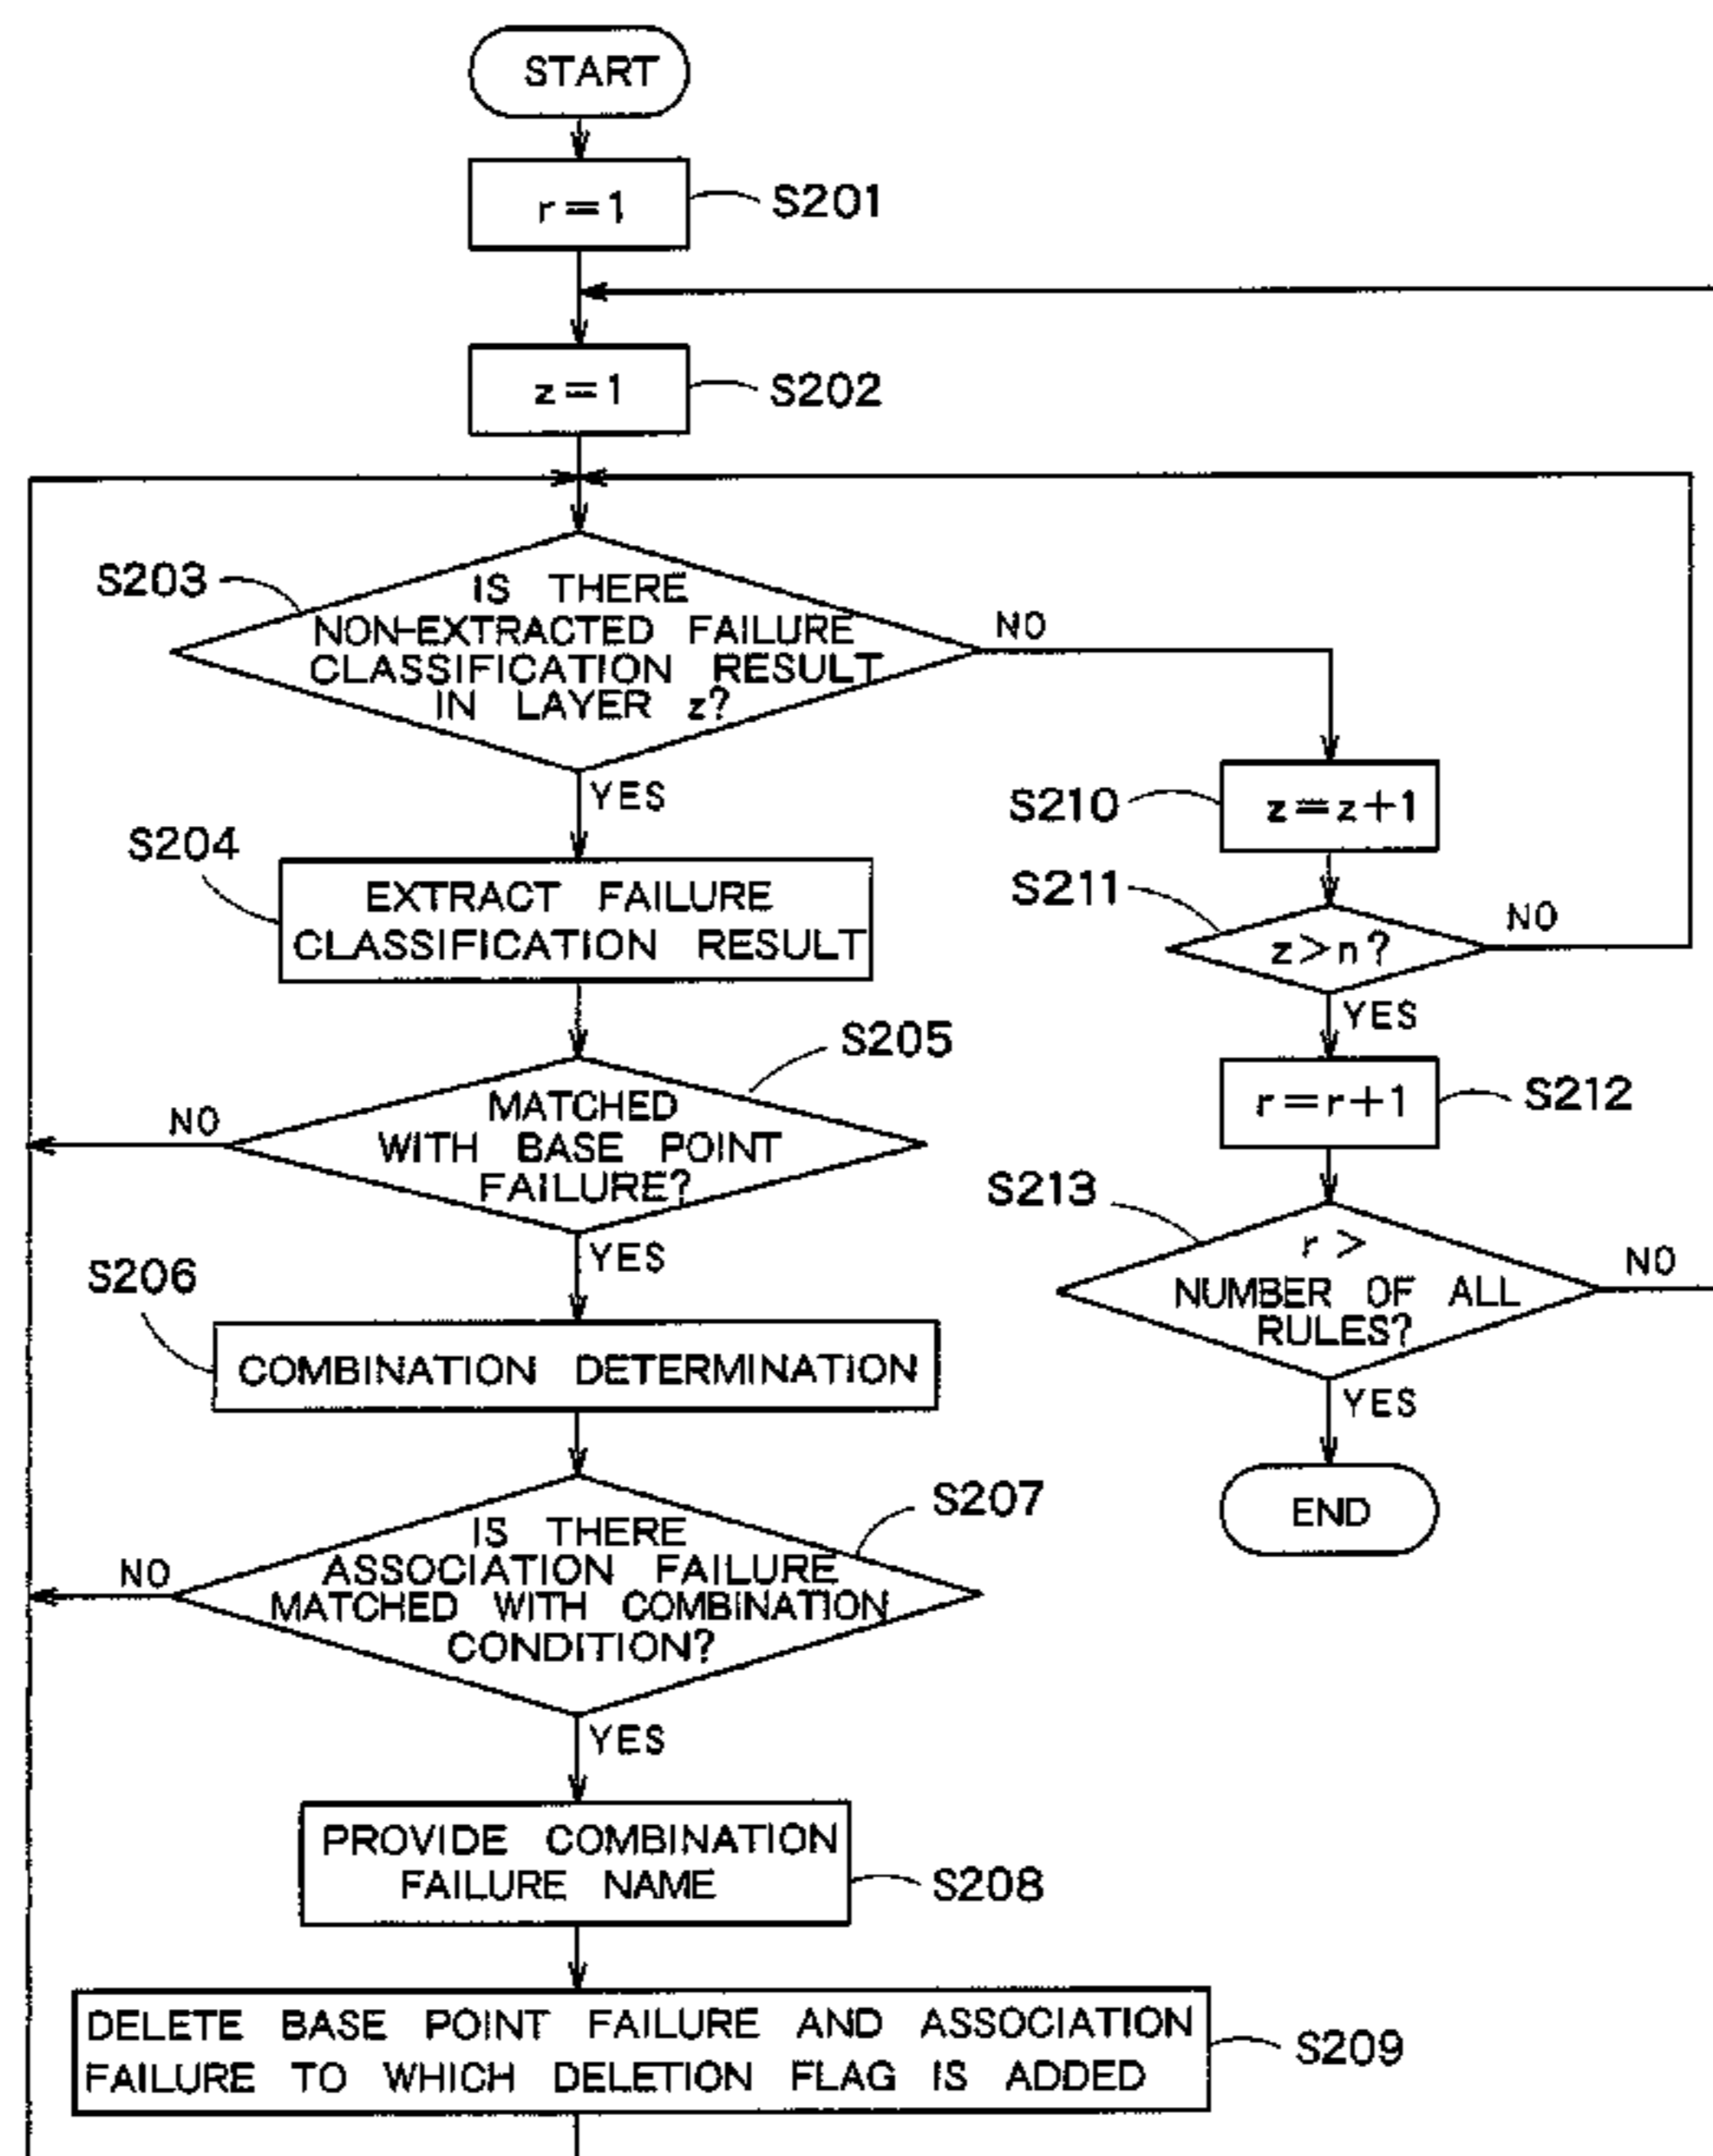 START
r=1
S201
z=1
S202
S203
IS THERE
NON-EXTRACTED FAILURE
CLASSIFICATION RESULT
IN LAYER z?
NO
YES
S204
EXTRACT FAILURE
CLASSIFICATION RESULT
S205
MATCHED
WITH BASE POINT
FAILURE?
NO
YES
S206
COMBINATION DETERMINATION
S207
IS THERE
ASSOCIATION FAILURE
MATCHED WITH COMBINATION
CONDITION?
NO
YES
PROVIDE COMBINATION
FAILURE NAME
S208
DELETE BASE POINT FAILURE AND ASSOCIATION
FAILURE TO WHICH DELETION FLAG IS ADDED
S209
S210
z=z+1
S211
z>n?
NO
YES
r=r+1
S212
S213
r >
NUMBER OF ALL
RULES?
NO
YES
END